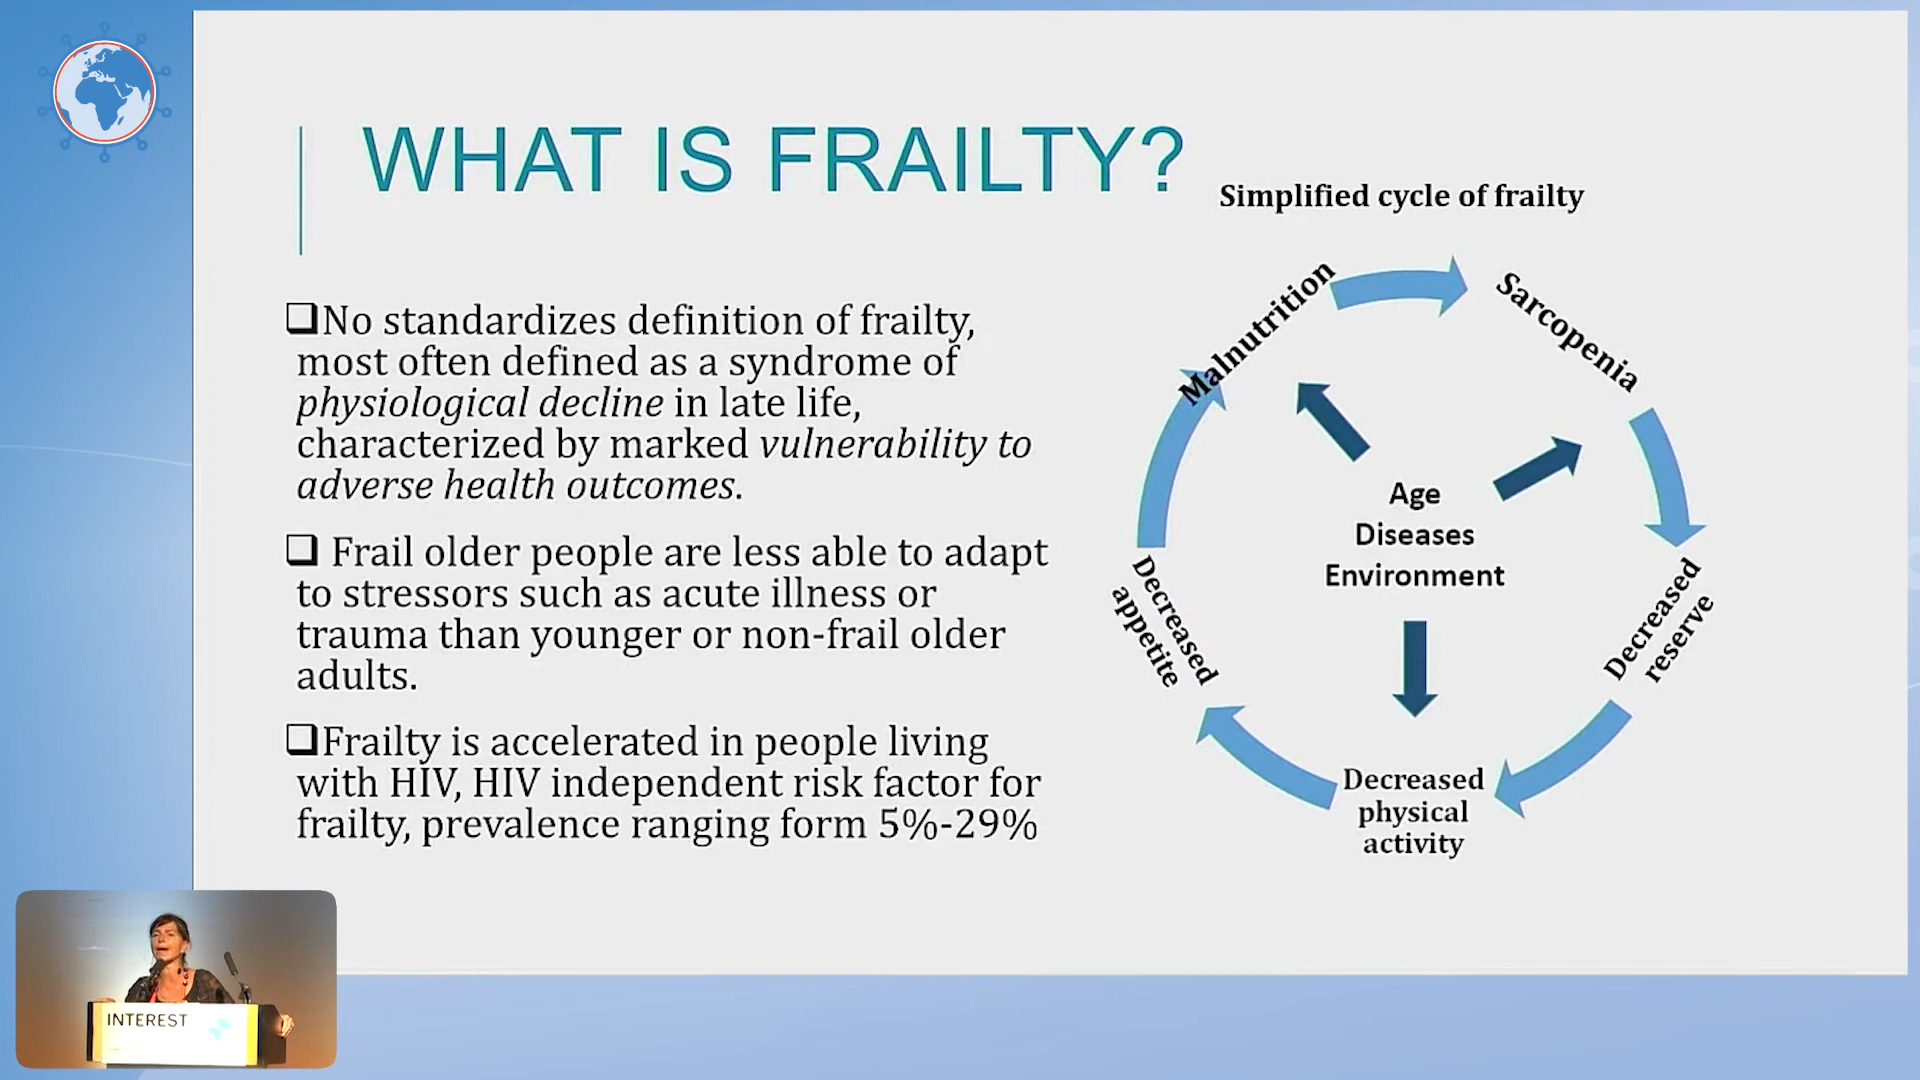 WHAT IS FRAILTY?
No standardizes definition of frailty,
most often defined as a syndrome of
physiological decline in late life,
characterized by marked vulnerability to
adverse health outcomes.
Frail older people are less able to adapt
to stressors such as acute illness or
trauma than younger or non-frail older
adults.
Frailty is accelerated in people living
with HIV, HIV independent risk factor for
frailty, prevalence ranging form 5%-29%
Simplified cycle of frailty
Malnutrition
Sarcopenia
Decreased
reserve
Decreased
physical
activity
Decreased
appetite
Age
Diseases
Environment
INTEREST